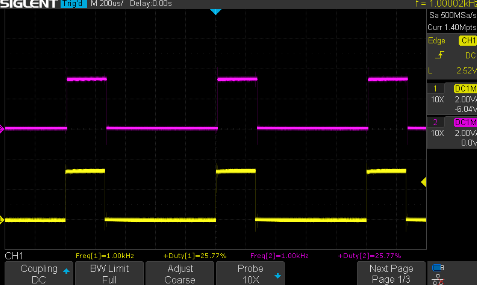 SIGLENT Trig'd M 200us/ Delay:0.00s f = 1.00002kHz
Sa 500MSa/s
Curr 1.40Mpts
Edge CH1
DC
L 2.52V
1 DC1M
10X 2.00V/
-6.04V
2 DC1M
10X 2.00V/
0.0V
CH1 Freq[1]=1.00kHz +Duty[1]=25.77% Freq[2]=1.00kHz +Duty[2]=25.77%
Coupling BW Limit Adjust Probe Next Page
DC Full Coarse 10X Page 1/3